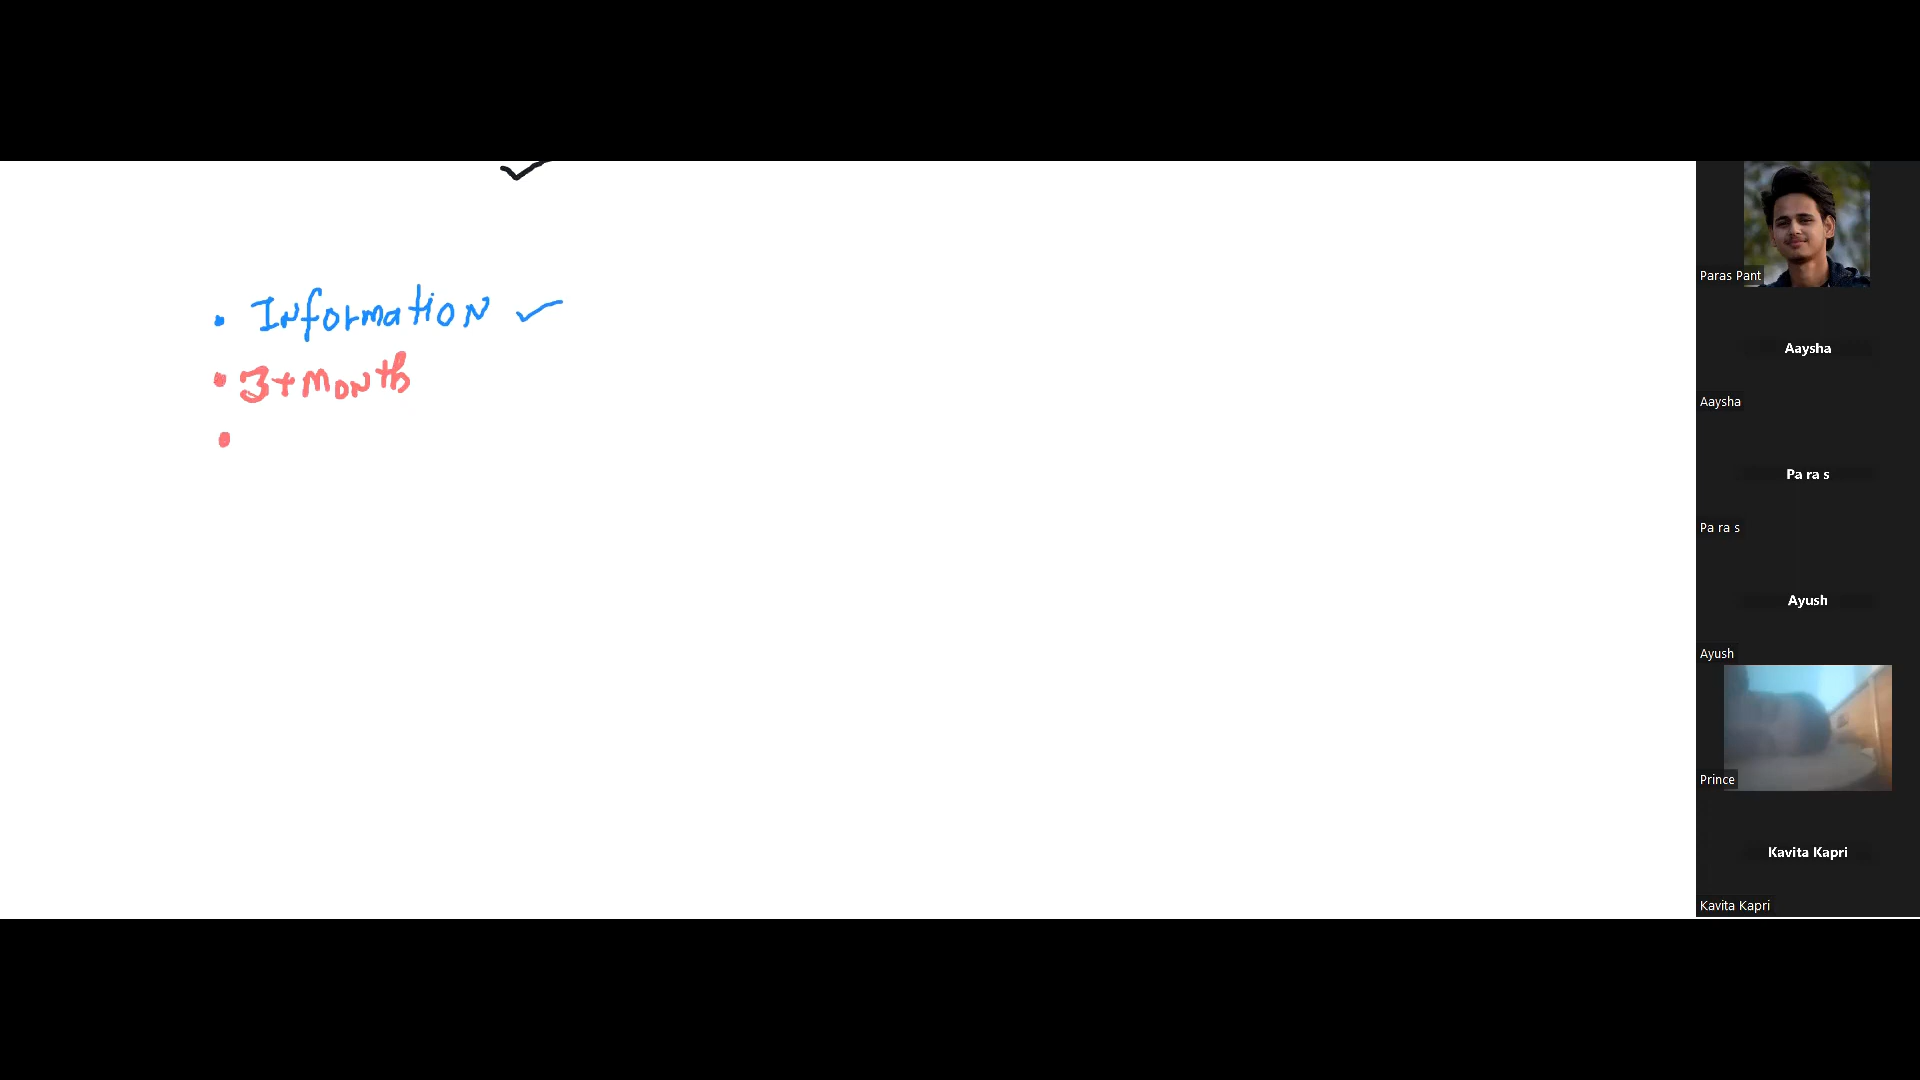 • Information ✓
• 3+ Month
•
Paras Pant
Aaysha
Aaysha
Pa ra s
Pa ra s
Ayush
Ayush
Prince
Kavita Kapri
Kavita Kapri